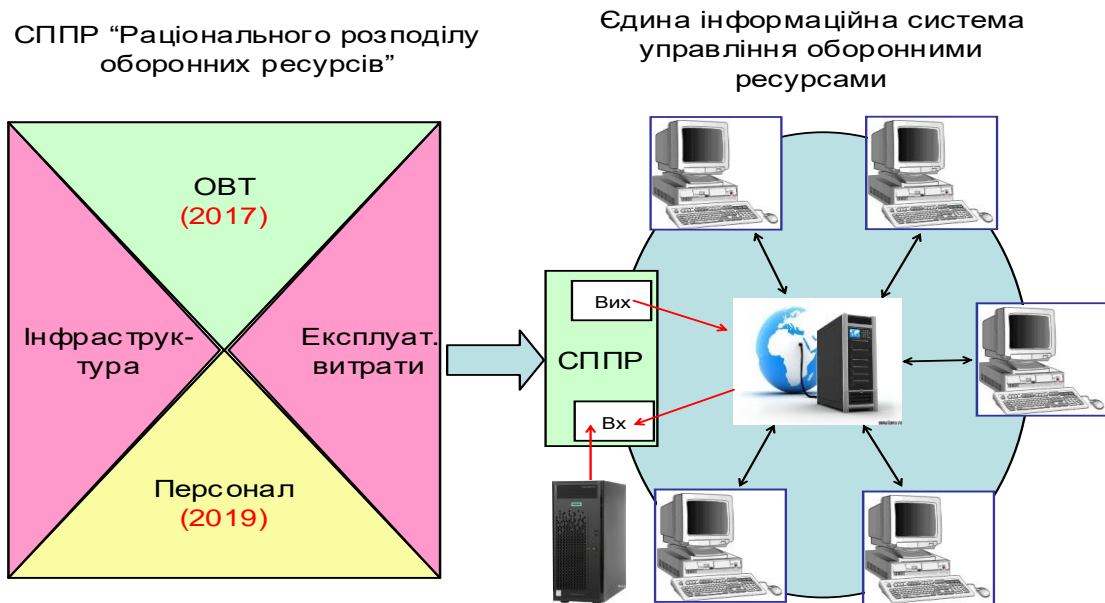 СППР “Раціонального розподілу
оборонних ресурсів”
Єдина інформаційна система
управління оборонними
ресурсами
ОВТ
(2017)
Інфраструк-
тура
Експлуат.
витрати
Персонал
(2019)
Вих
СППР
Вх